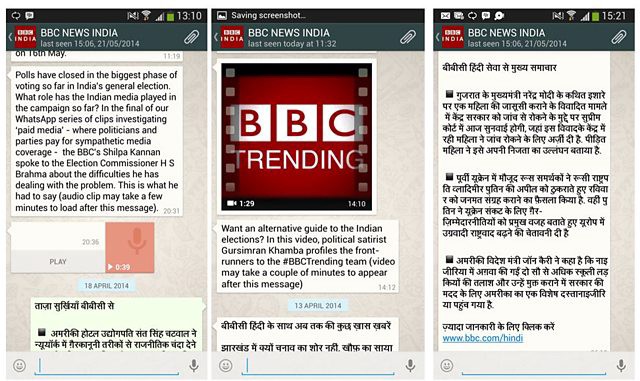 13:10
BBC NEWS INDIA
last seen 15:06, 21/05/2014
on 16th May.
11:19
Polls have closed in the biggest phase of
voting so far in India's general election.
What role has the Indian media played in
the campaign so far? In the final of our
WhatsApp series of clips investigating
'paid media' - where politicians and
parties pay for sympathetic media
coverage - the BBC's Shilpa Kannan
spoke to the Election Commissioner H S
Brahma about the difficulties he has
dealing with the problem. This is what he
had to say (audio clip may take a few
minutes to load after this message).
20:31
20:36
PLAY
0:39
18 APRIL 2014
ताज़ा सुर्खियाँ बीबीसी से
अमरीकी होटल उद्योगपति संत सिंह चटवाल ने
न्यूयॉर्क में ग़ैरकानूनी तरीकों से राजनीतिक चंदा देने
Saving screenshot...
BBC NEWS INDIA
last seen today at 11:32
BBC
TRENDING
1:29
14:10
Want an alternative guide to the Indian
elections? In this video, political satirist
Gursimran Khamba profiles the front-
runners to the #BBCTrending team (video
may take a couple of minutes to appear
after this message)
14:12
13 APRIL 2014
बीबीसी हिंदी के साथ अब तक की कुछ ख़ास ख़बरें
झारखंड में क्यों चुनाव का शोर नहीं, खौफ़ का साया
15:21
BBC NEWS INDIA
last seen 15:06, 21/05/2014
बीबीसी हिंदी सेवा से मुख्य समाचार
गुजरात के मुख्यमंत्री नरेंद्र मोदी के कथित इशारे
पर एक महिला की जासूसी कराने के विवादित मामले
में केंद्र सरकार को जांच से रोकने के मुद्दे पर सुप्रीम
कोर्ट में आज सुनवाई होगी, जहां इस विवादके केंद्र में
रही महिला ने जांच रोकने के लिए अर्ज़ी दी है. पीड़ित
महिला ने इसे अपनी निजता का उल्लंघन बताया है.
पूर्वी यूक्रेन में मौजूद रूस समर्थकों ने रूसी राष्ट्रप
ति व्लादिमीर पुतिन की अपील को ठुकराते हुए रविवा
र को जनमत संग्रह कराने का फ़ैसला किया है. वहीं पु
तिन ने यूक्रेन संकट के लिए ग़ैर-
ज़िम्मेदारनीतियों को प्रमुख वजह बताते हुए यूरोप में
उग्रवादी राष्ट्रवाद बढ़ने की चेतावनी दी है
अमरीकी विदेश मंत्री जॉन कैरी ने कहा है कि नाइ
जीरिया में अग़वा की गईं दो सौ से अधिक स्कूली लड़
कियों की तलाश और उन्हें मुक्त कराने में सरकार की
मदद के लिए अमरीका का एक विशेष दस्तानाइजीरि
या पहुंच गया है.
ज़्यादा जानकारी के लिए क्लिक करें
www.bbc.com/hindi